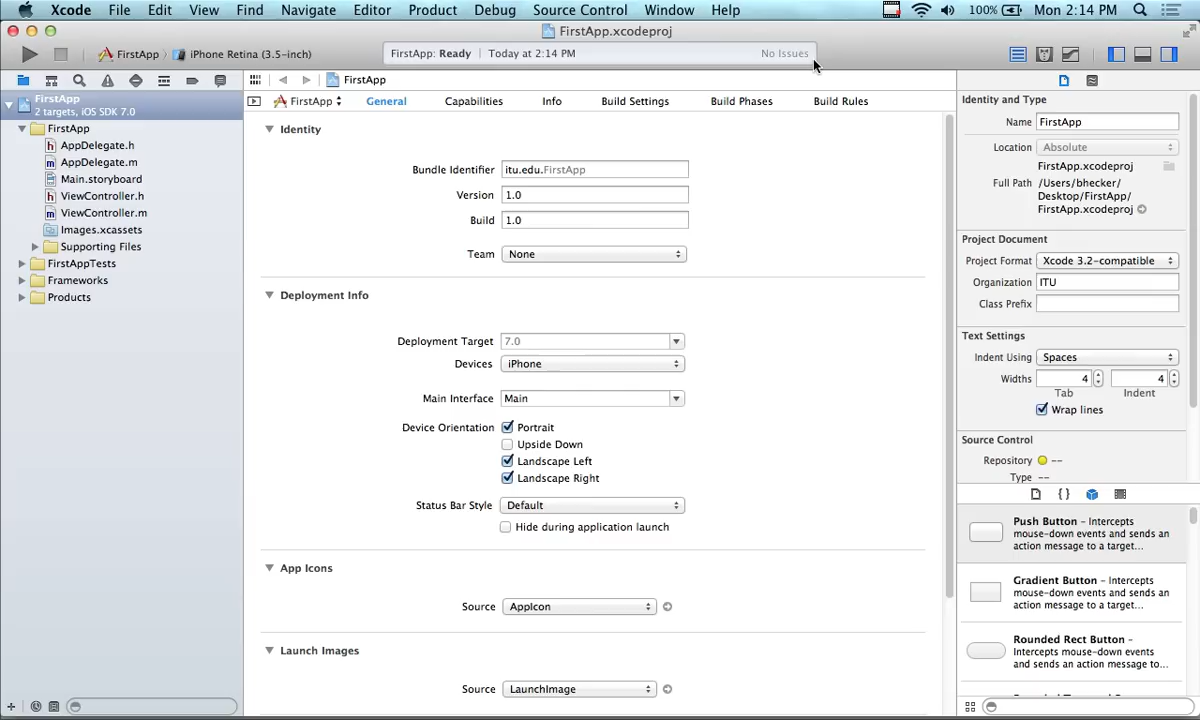 Xcode File Edit View Find Navigate Editor Product Debug Source Control Window Help 100% Mon 2:14 PM
FirstApp.xcodeproj
FirstApp iPhone Retina (3.5-inch)
FirstApp: Ready Today at 2:14 PM No Issues
FirstApp
2 targets, iOS SDK 7.0
FirstApp
AppDelegate.h
AppDelegate.m
Main.storyboard
ViewController.h
ViewController.m
Images.xcassets
Supporting Files
FirstAppTests
Frameworks
Products
FirstApp
FirstApp General Capabilities Info Build Settings Build Phases Build Rules
Identity
Bundle Identifier itu.edu.FirstApp
Version 1.0
Build 1.0
Team None
Deployment Info
Deployment Target 7.0
Devices iPhone
Main Interface Main
Device Orientation Portrait
Upside Down
Landscape Left
Landscape Right
Status Bar Style Default
Hide during application launch
App Icons
Source AppIcon
Launch Images
Source LaunchImage
Identity and Type
Name FirstApp
Location Absolute
FirstApp.xcodeproj
Full Path /Users/bhecker/
Desktop/FirstApp/
FirstApp.xcodeproj
Project Document
Project Format Xcode 3.2-compatible
Organization ITU
Class Prefix
Text Settings
Indent Using Spaces
Widths 4 4
Tab Indent
Wrap lines
Source Control
Repository --
Type --
{ }
Push Button - Intercepts
mouse-down events and sends an
action message to a target...
Gradient Button - Intercepts
mouse-down events and sends an
action message to a target...
Rounded Rect Button -
Intercepts mouse-down events
and sends an action message to...